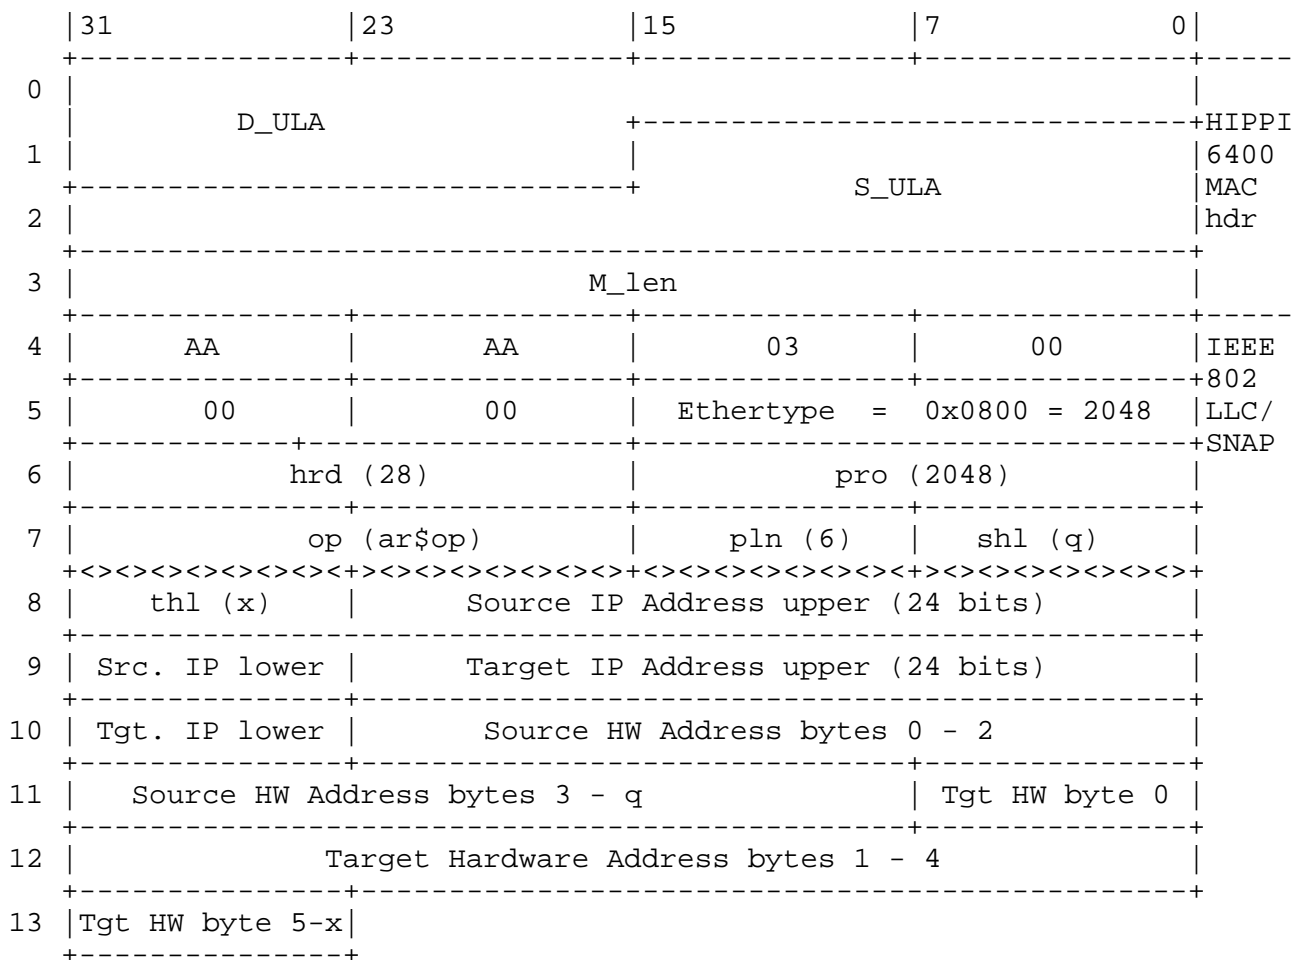 |31 |23 |15 |7 0|
+---------------+---------------+---------------+---------------+-----
0 | |
| D_ULA +-------------------------------+HIPPI
1 | | |6400
+-------------------------------+ S_ULA |MAC
2 | |hdr
+---------------------------------------------------------------+
3 | M_len |
+---------------+---------------+---------------+---------------+-----
4 | AA | AA | 03 | 00 |IEEE
+---------------+---------------+---------------+---------------+802
5 | 00 | 00 | Ethertype = 0x0800 = 2048 |LLC/
+------------+------------------+-------------------------------+SNAP
6 | hrd (28) | pro (2048) |
+---------------+---------------+---------------+---------------+
7 | op (ar$op) | pln (6) | shl (q) |
+<><><><><><><><+><><><><><><><>+<><><><><><><><+><><><><><><><>+
8 | thl (x) | Source IP Address upper (24 bits) |
+---------------------------------------------------------------+
9 | Src. IP lower | Target IP Address upper (24 bits) |
+---------------+-----------------------------------------------+
10 | Tgt. IP lower | Source HW Address bytes 0 - 2 |
+---------------+-------------------------------+---------------+
11 | Source HW Address bytes 3 - q | Tgt HW byte 0 |
+-----------------------------------------------+---------------+
12 | Target Hardware Address bytes 1 - 4 |
+---------------+-----------------------------------------------+
13 |Tgt HW byte 5-x|
+---------------+